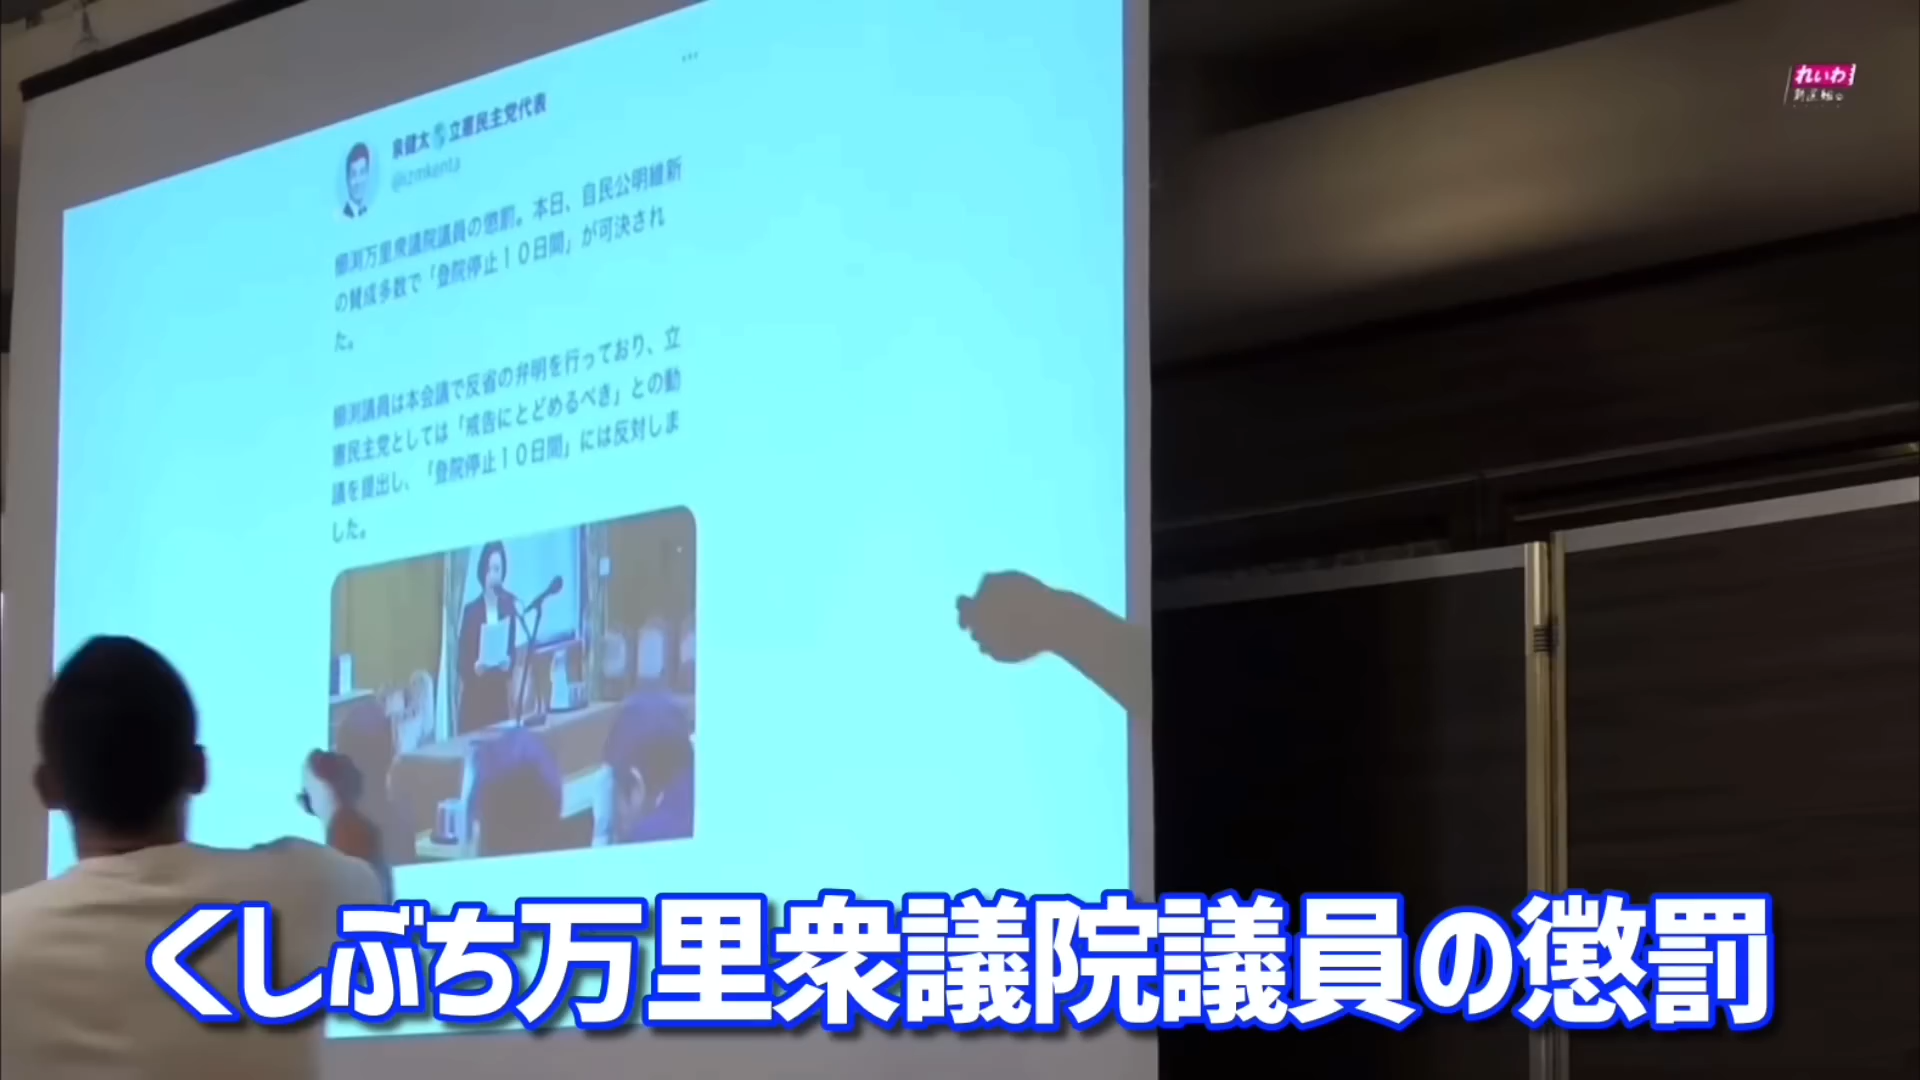 れいわ
泉健太 立憲民主党代表
@izmkenta
櫛渕万里衆議院議員の懲罰。本日、自民公明維新
の賛成多数で「登院停止１０日間」が可決され
た。
櫛渕議員は本会議で反省の弁明を行っており、立
憲民主党としては「戒告にとどめるべき」との動
議を提出し、「登院停止１０日間」には反対しま
した。
くしぶち万里衆議院議員の懲罰